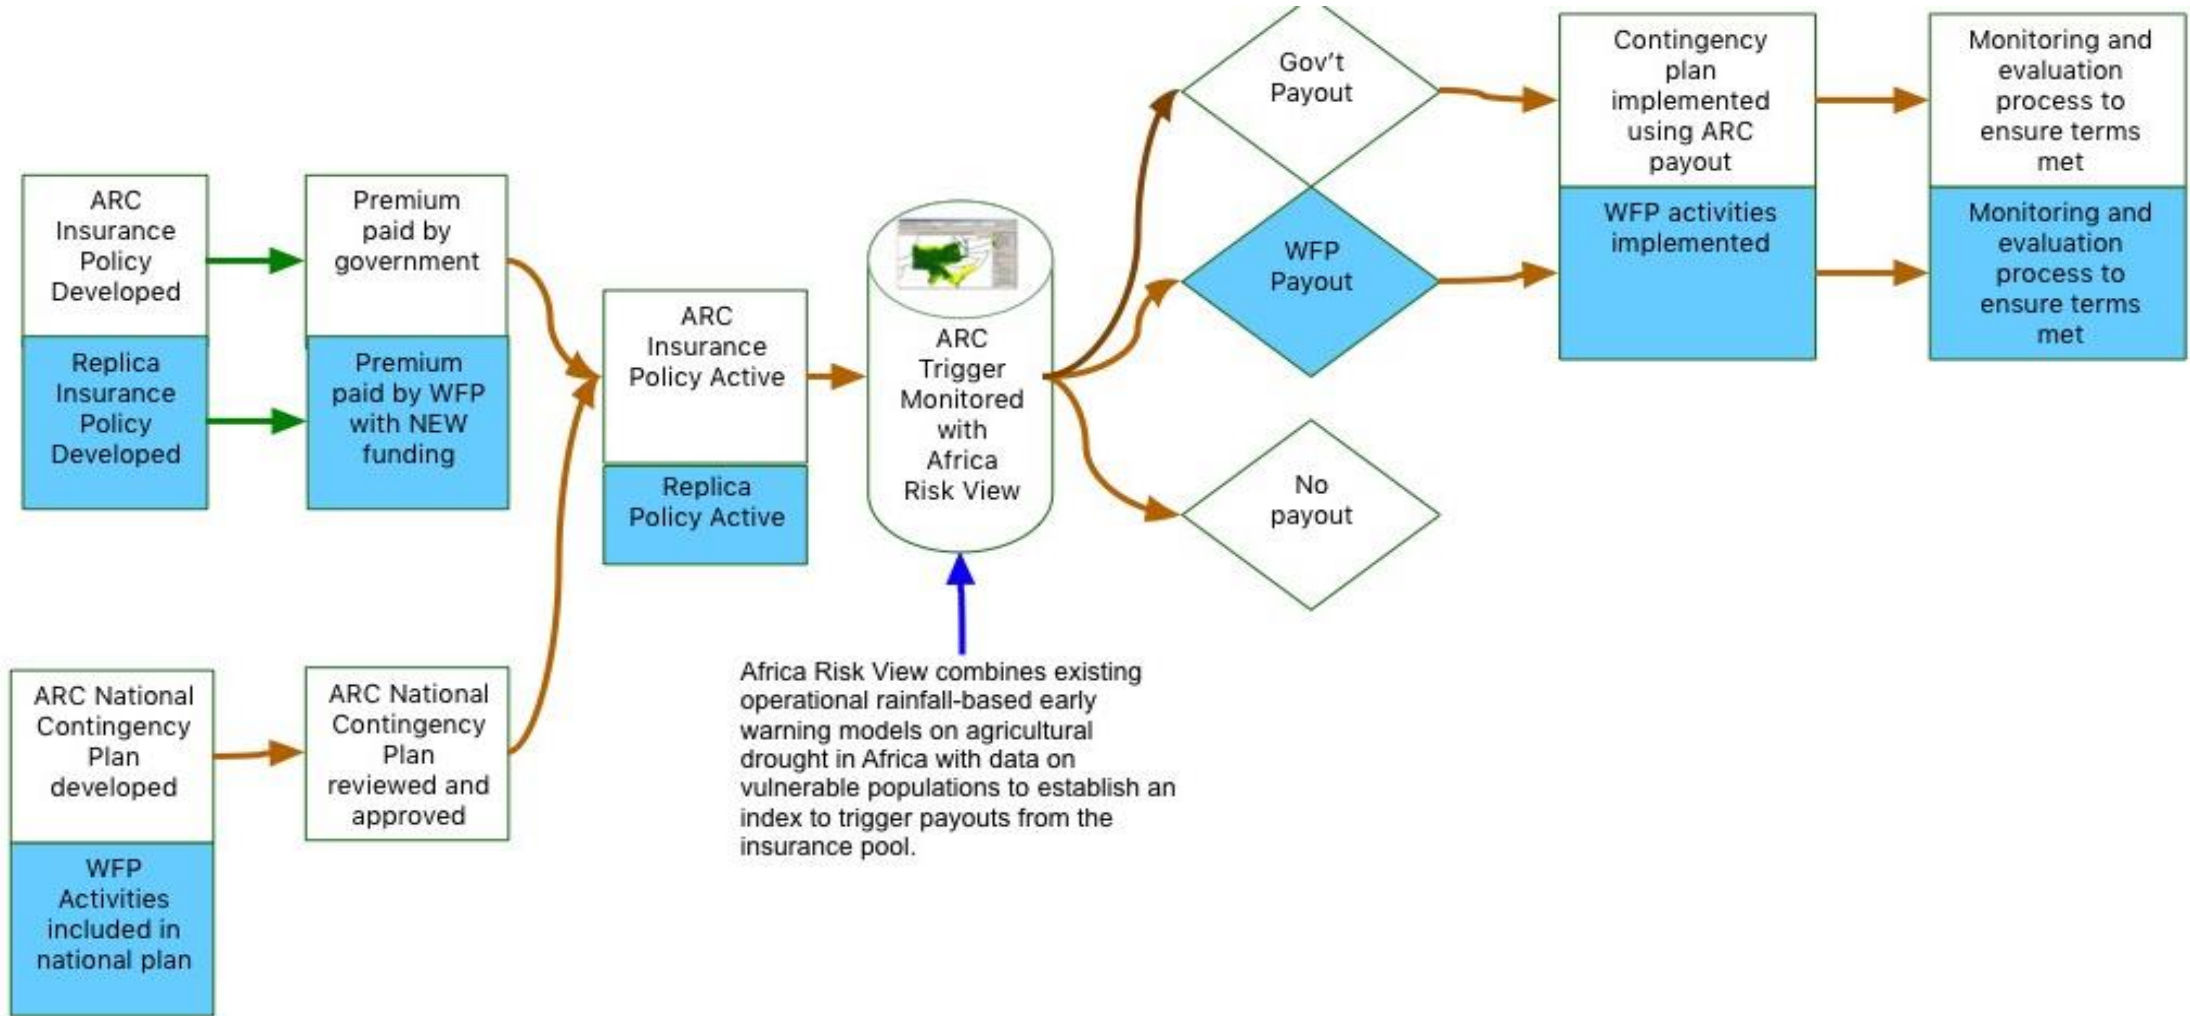 ARC
Insurance
Policy
Developed
Replica
Insurance
Policy
Developed
Premium
paid by
government
Premium
paid by WFP
with NEW
funding
ARC National
Contingency
Plan
developed
WFP
Activities
included in
national plan
ARC National
Contingency
Plan
reviewed and
approved
ARC
Insurance
Policy Active
Replica
Policy Active
ARC
Trigger
Monitored
with
Africa
Risk View
Africa Risk View combines existing
operational rainfall-based early
warning models on agricultural
drought in Africa with data on
vulnerable populations to establish an
index to trigger payouts from the
insurance pool.
Gov't
Payout
WFP
Payout
No
payout
Contingency
plan
implemented
using ARC
payout
WFP activities
implemented
Monitoring and
evaluation
process to
ensure terms
met
Monitoring and
evaluation
process to
ensure terms
met